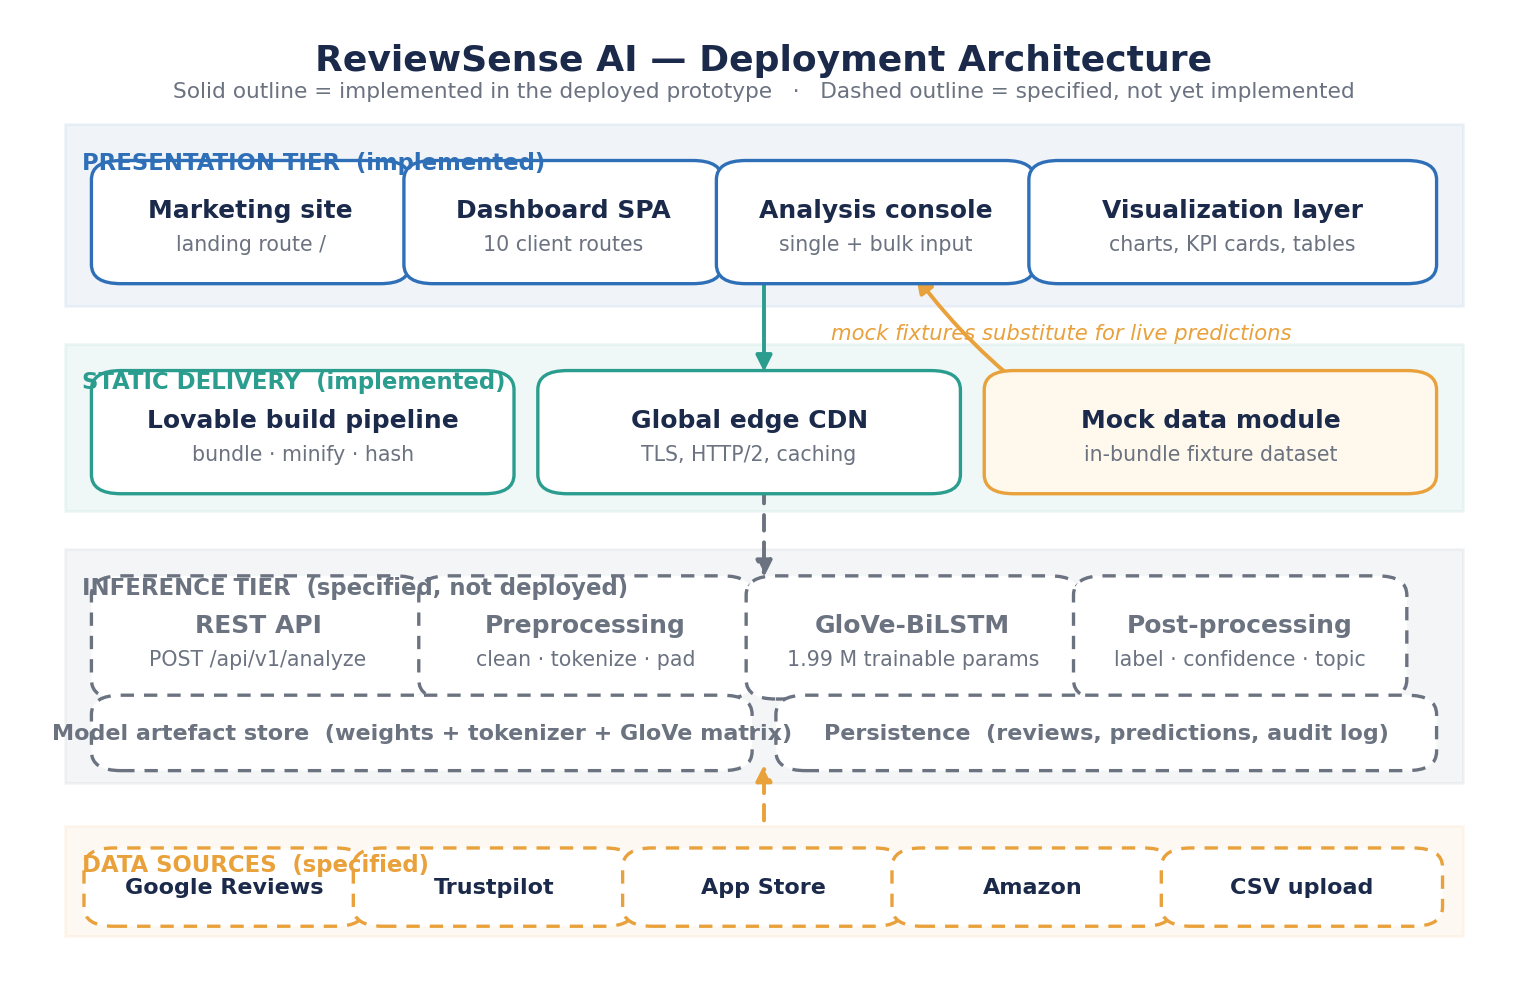 ReviewSense AI — Deployment Architecture
Solid outline = implemented in the deployed prototype · Dashed outline = specified, not yet implemented
PRESENTATION TIER (implemented)
Marketing site
landing route /
Dashboard SPA
10 client routes
Analysis console
single + bulk input
Visualization layer
charts, KPI cards, tables
mock fixtures substitute for live predictions
STATIC DELIVERY (implemented)
Lovable build pipeline
bundle · minify · hash
Global edge CDN
TLS, HTTP/2, caching
Mock data module
in-bundle fixture dataset
INFERENCE TIER (specified, not deployed)
REST API
POST /api/v1/analyze
Preprocessing
clean · tokenize · pad
GloVe-BiLSTM
1.99 M trainable params
Post-processing
label · confidence · topic
Model artefact store (weights + tokenizer + GloVe matrix)
Persistence (reviews, predictions, audit log)
DATA SOURCES (specified)
Google Reviews
Trustpilot
App Store
Amazon
CSV upload